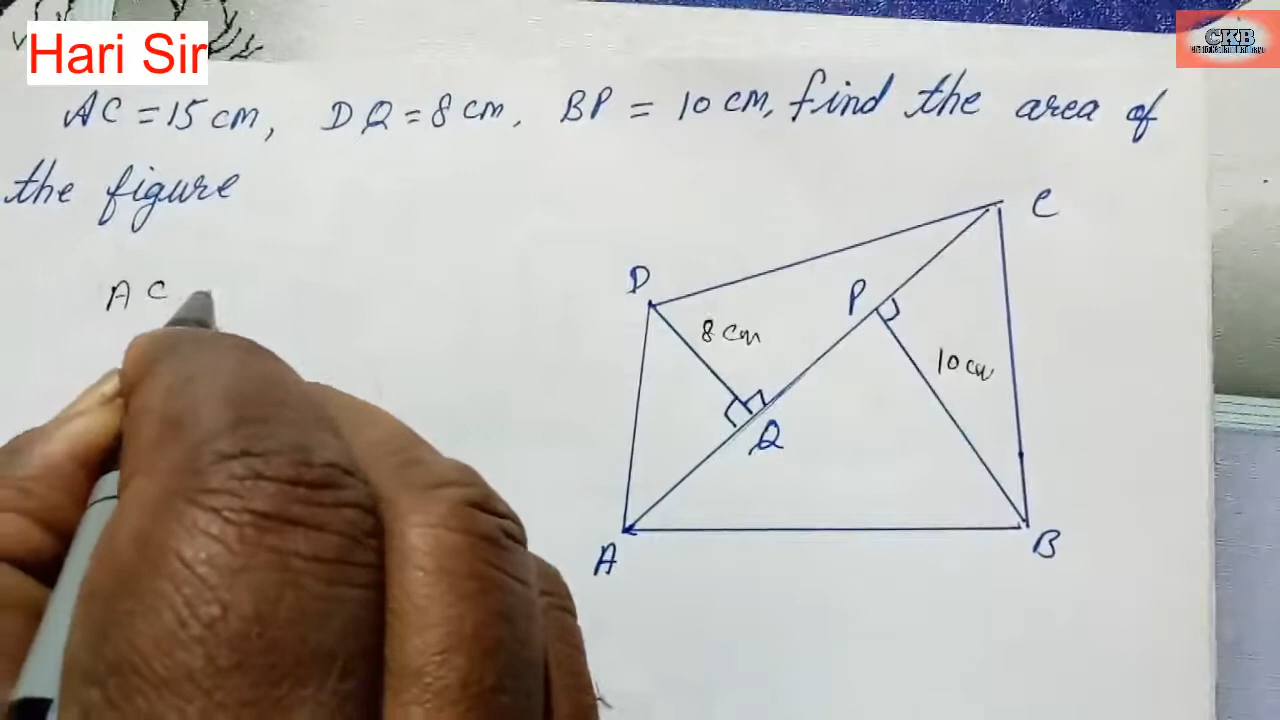 Hari Sir
CKB
AC = 15 cm, DQ = 8 cm, BP = 10 cm, find the area of
the figure
A C
C
D
P
8 cm
10 cm
Q
A
B